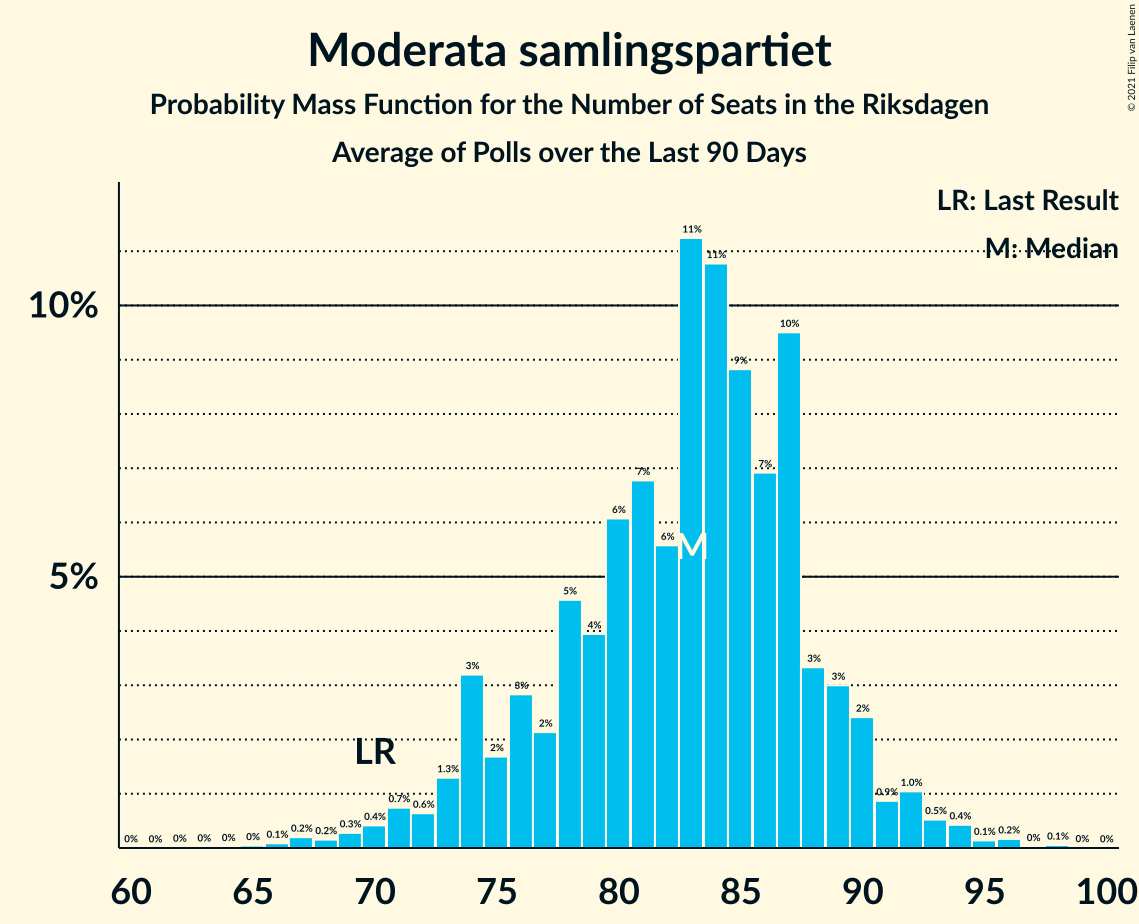 © 2021 Filip van Laenen
Moderata samlingspartiet
Probability Mass Function for the Number of Seats in the Riksdagen
Average of Polls over the Last 90 Days
LR: Last Result
M: Median
10%
5%
LR
M
0% 0% 0% 0% 0% 0% 0.1% 0.2% 0.2% 0.3% 0.4% 0.7% 0.6% 1.3% 3% 2% 3% 2% 5% 4% 6% 7% 6% 11% 11% 9% 7% 10% 3% 3% 2% 0.9% 1.0% 0.5% 0.4% 0.1% 0.2% 0% 0.1% 0% 0%
60 65 70 75 80 85 90 95 100